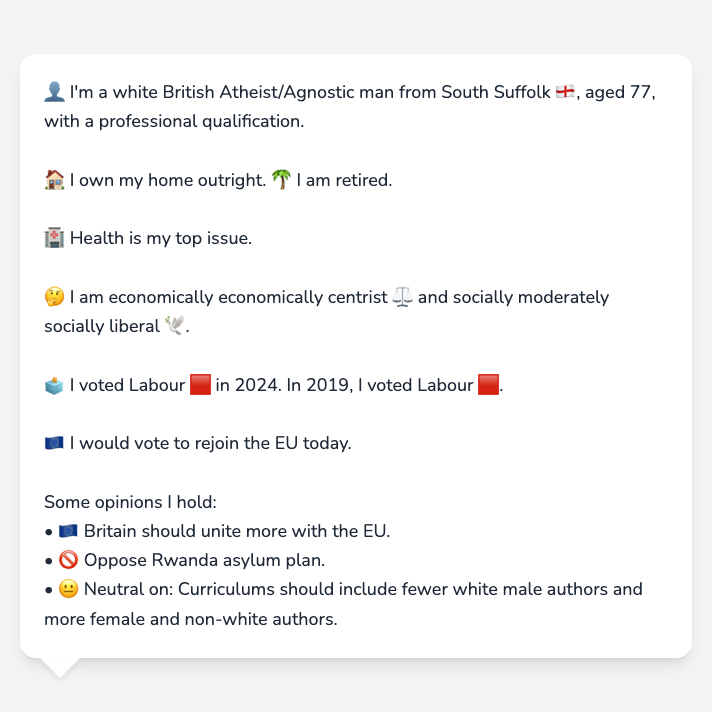 👤 I'm a white British Atheist/Agnostic man from South Suffolk 🏴󠁧󠁢󠁥󠁮󠁧󠁿, aged 77,
with a professional qualification.
🏠 I own my home outright. 🌴 I am retired.
🏥 Health is my top issue.
🤔 I am economically economically centrist ⚖️ and socially moderately
socially liberal 🕊️.
🗳️ I voted Labour 🟥 in 2024. In 2019, I voted Labour 🟥.
🇪🇺 I would vote to rejoin the EU today.
Some opinions I hold:
• 🇪🇺 Britain should unite more with the EU.
• 🚫 Oppose Rwanda asylum plan.
• 😐 Neutral on: Curriculums should include fewer white male authors and
more female and non-white authors.